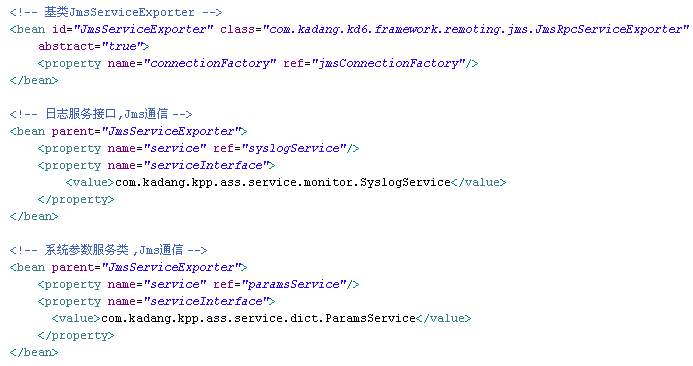 <!-- 基类JmsServiceExporter -->
<bean id="JmsServiceExporter" class="com.kadang.kd6.framework.remoting.jms.JmsRpcServiceExporter"
    abstract="true">
    <property name="connectionFactory" ref="jmsConnectionFactory"/>
</bean>

<!-- 日志服务接口,Jms通信 -->
<bean parent="JmsServiceExporter">
    <property name="service" ref="syslogService"/>
    <property name="serviceInterface">
        <value>com.kadang.kpp.ass.service.monitor.SyslogService</value>
    </property>
</bean>

<!-- 系统参数服务类 ,Jms通信 -->
<bean parent="JmsServiceExporter">
    <property name="service" ref="paramsService"/>
    <property name="serviceInterface">
      <value>com.kadang.kpp.ass.service.dict.ParamsService</value>
    </property>
</bean>